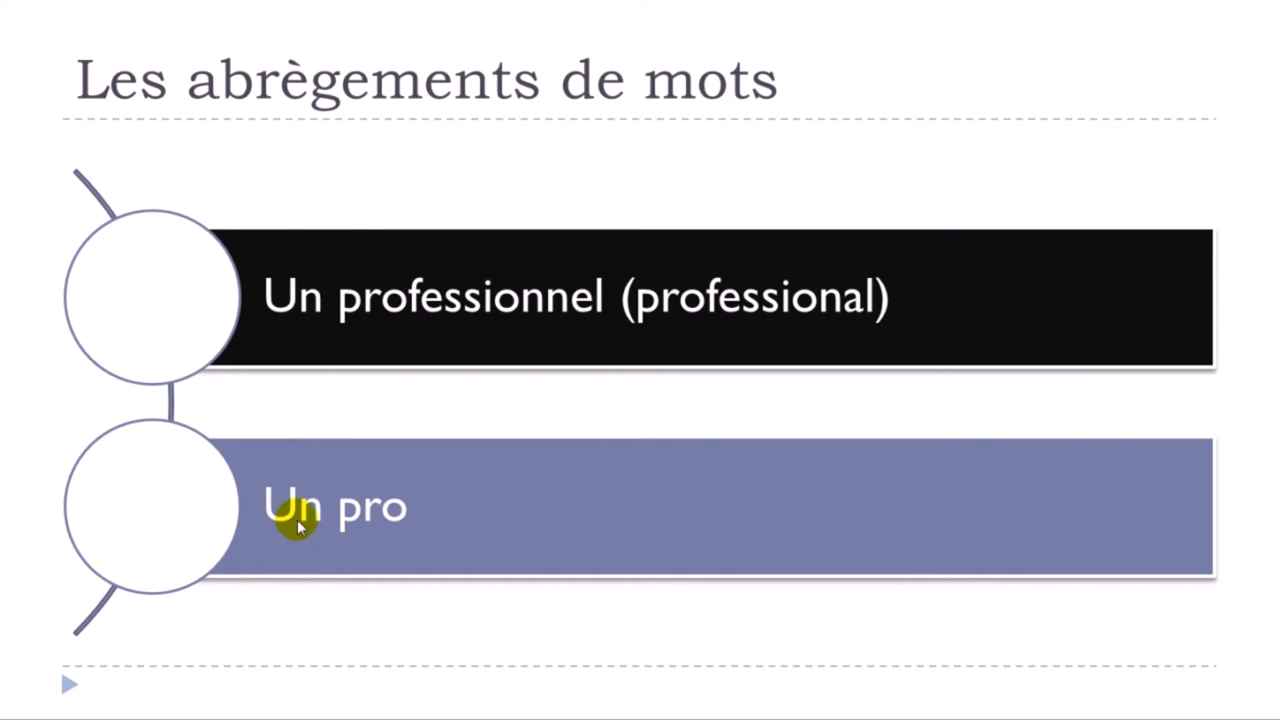 Les abrègements de mots
Un professionnel (professional)
Un pro